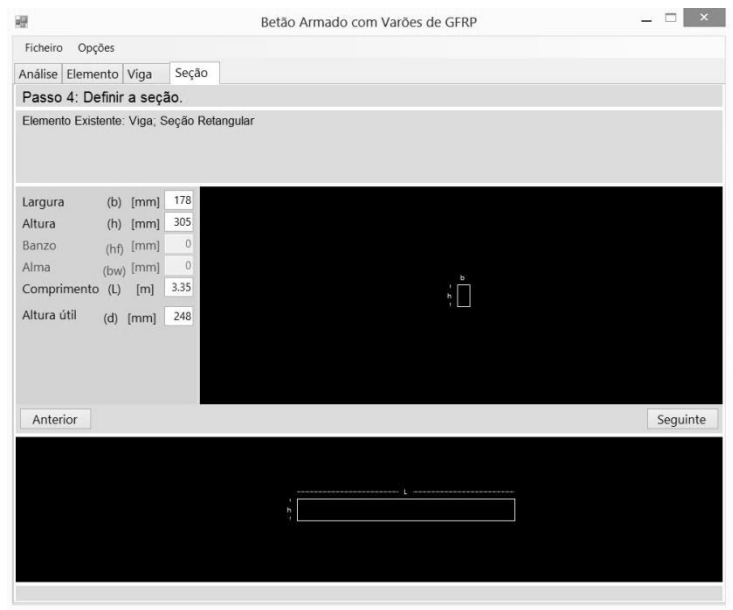 Betão Armado com Varões de GFRP
Ficheiro Opções
Análise Elemento Viga Seção
Passo 4: Definir a seção.
Elemento Existente: Viga; Seção Retangular
Largura (b) [mm] 178
Altura (h) [mm] 305
Banzo (hf) [mm] 0
Alma (bw) [mm] 0
Comprimento (L) [m] 3.35
Altura útil (d) [mm] 248
b
h
Anterior Seguinte
L
h